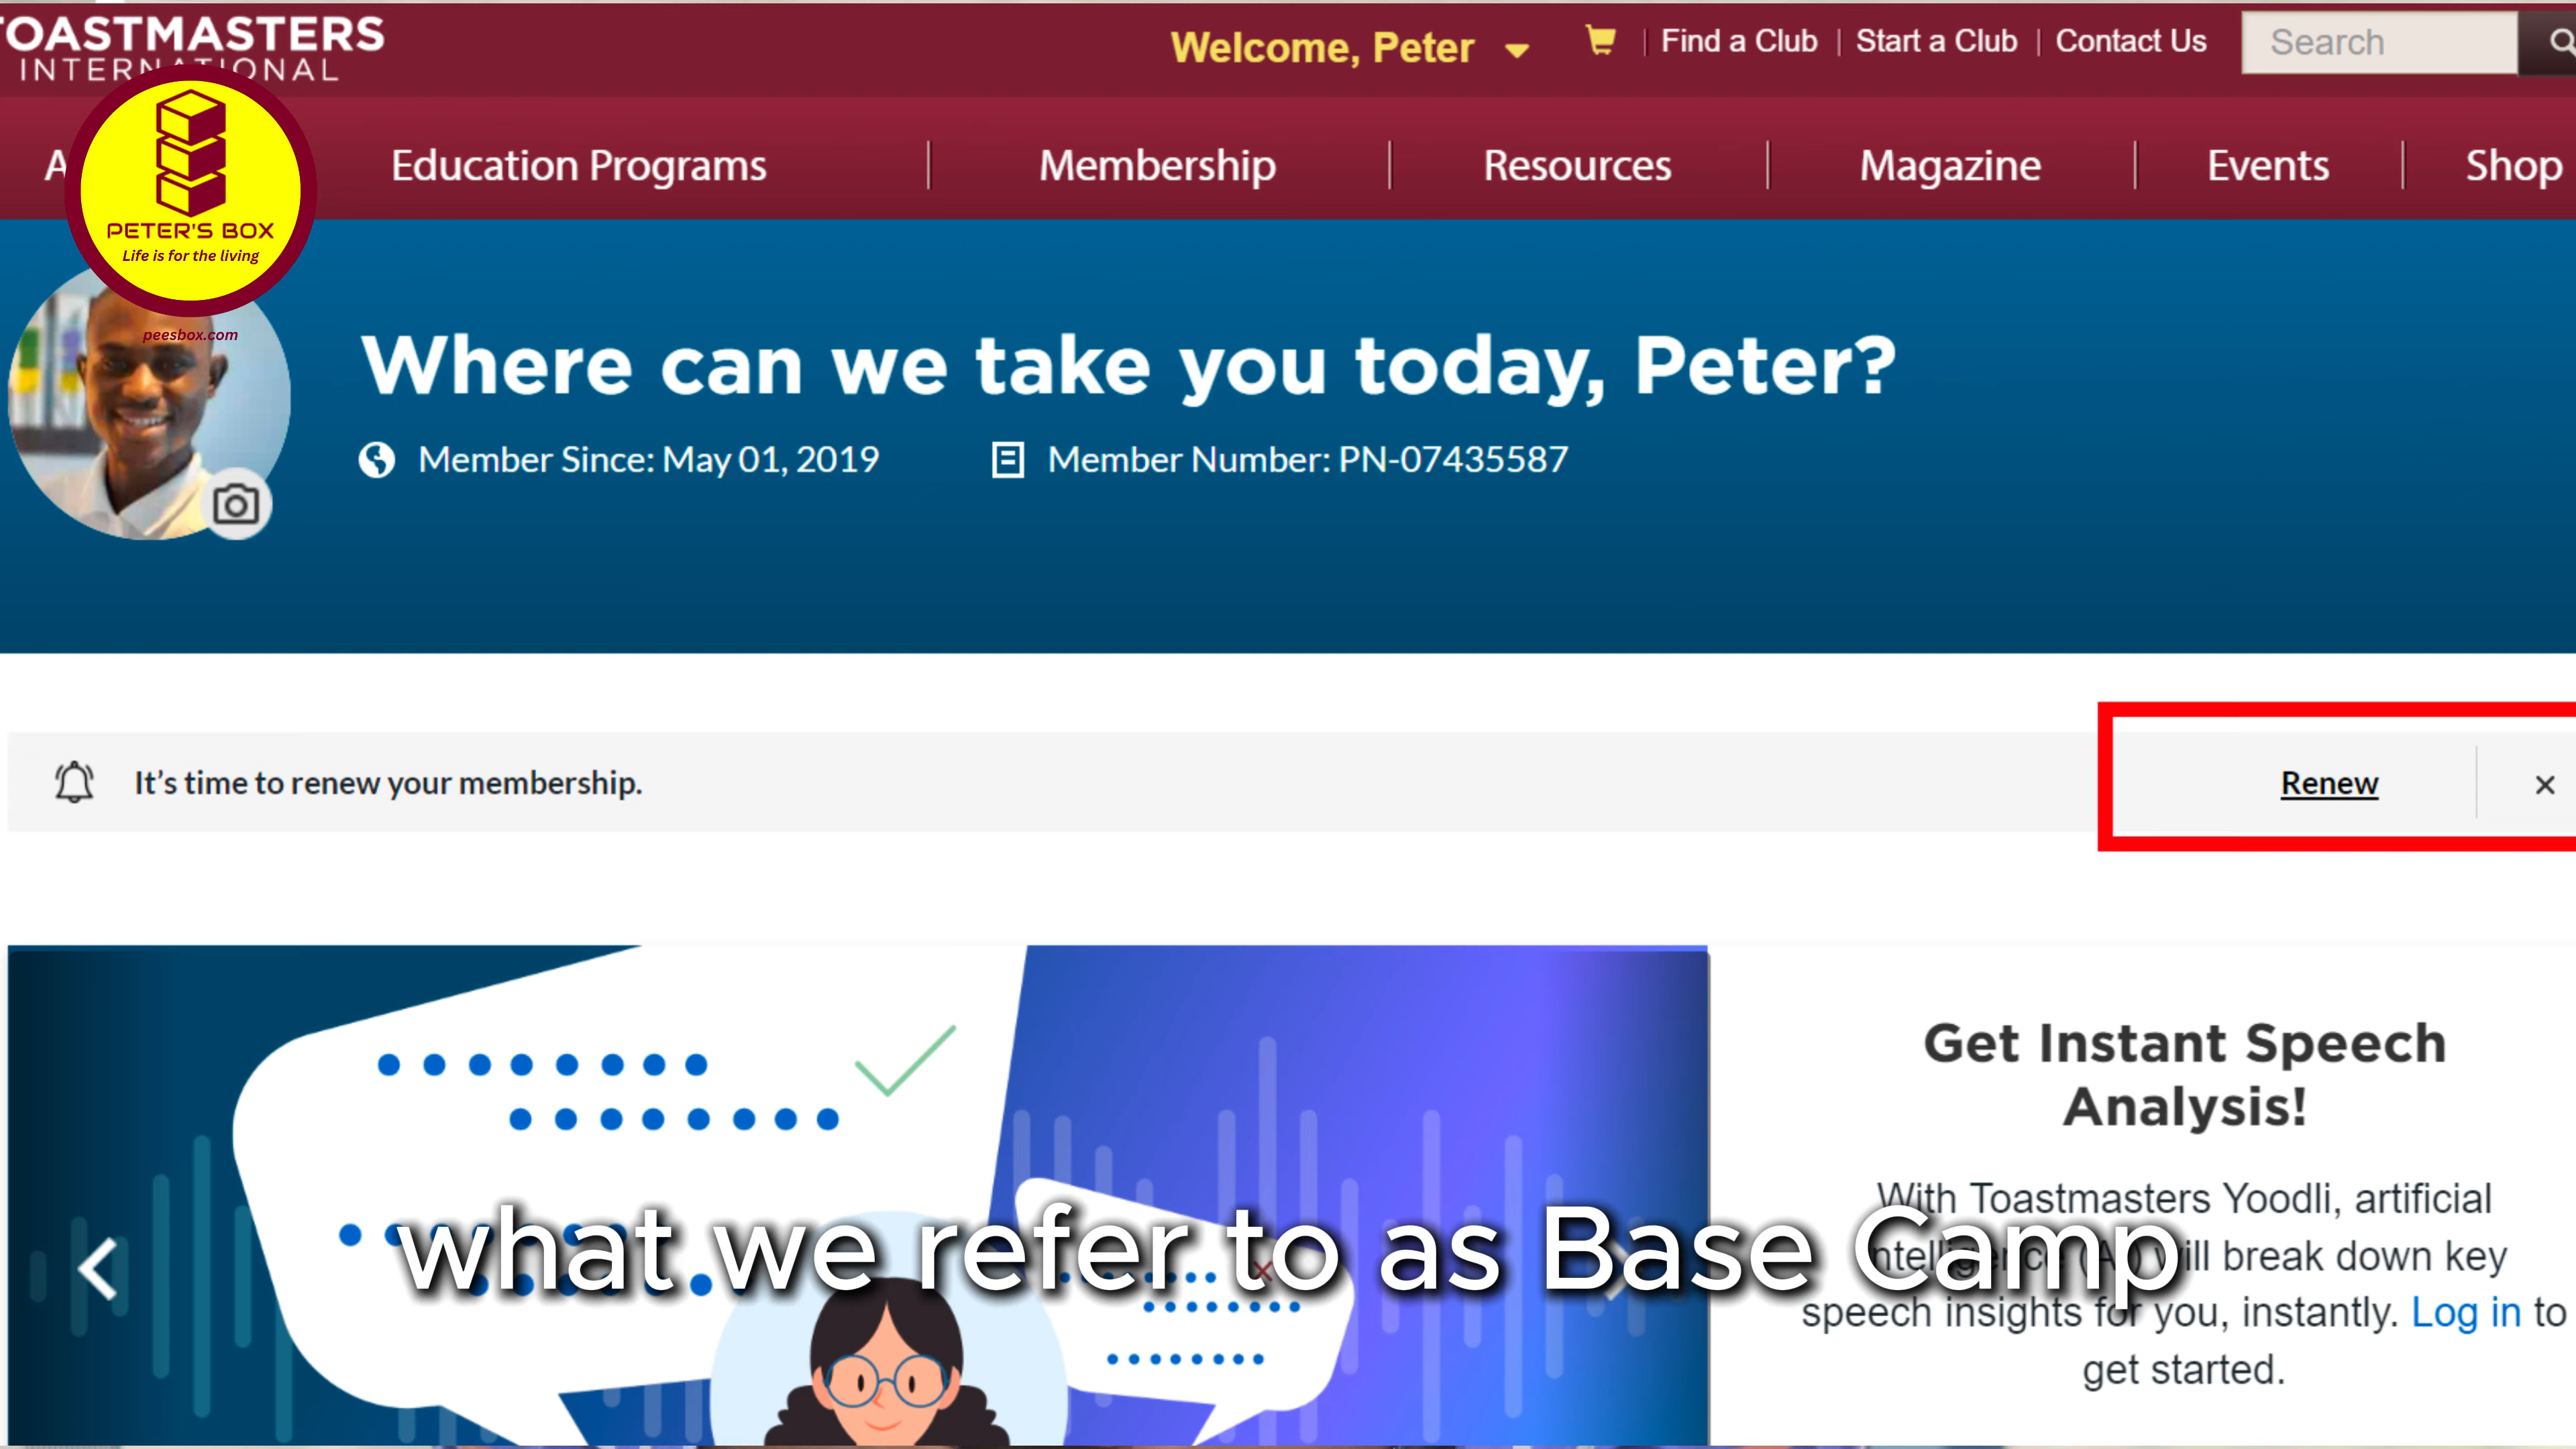 TOASTMASTERS
INTERNATIONAL
Welcome, Peter
Find a Club | Start a Club | Contact Us
Search
Education Programs | Membership | Resources | Magazine | Events | Shop
PETER'S BOX
Life is for the living
peesbox.com
Where can we take you today, Peter?
Member Since: May 01, 2019
Member Number: PN-07435587
It's time to renew your membership.
Renew
Get Instant Speech
Analysis!
With Toastmasters Yoodli, artificial
will break down key
speech insights for you, instantly. Log in to
get started.
what we refer to as Base Camp